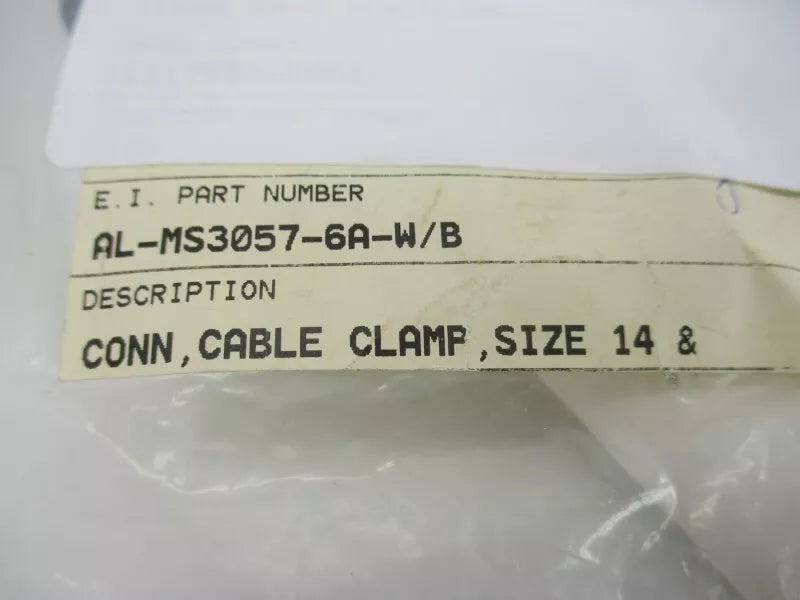 E.I. PART NUMBER
AL-MS3057-6A-W/B
DESCRIPTION
CONN,CABLE CLAMP,SIZE 14 &